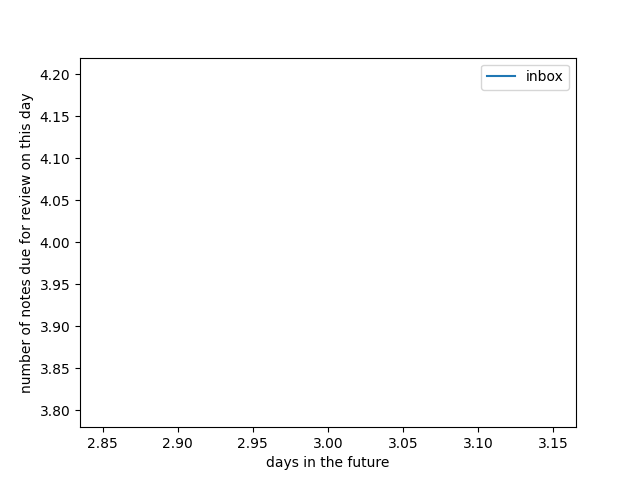 inbox
4.20
4.15
4.10
4.05
4.00
3.95
3.90
3.85
3.80
number of notes due for review on this day
2.85 2.90 2.95 3.00 3.05 3.10 3.15
days in the future